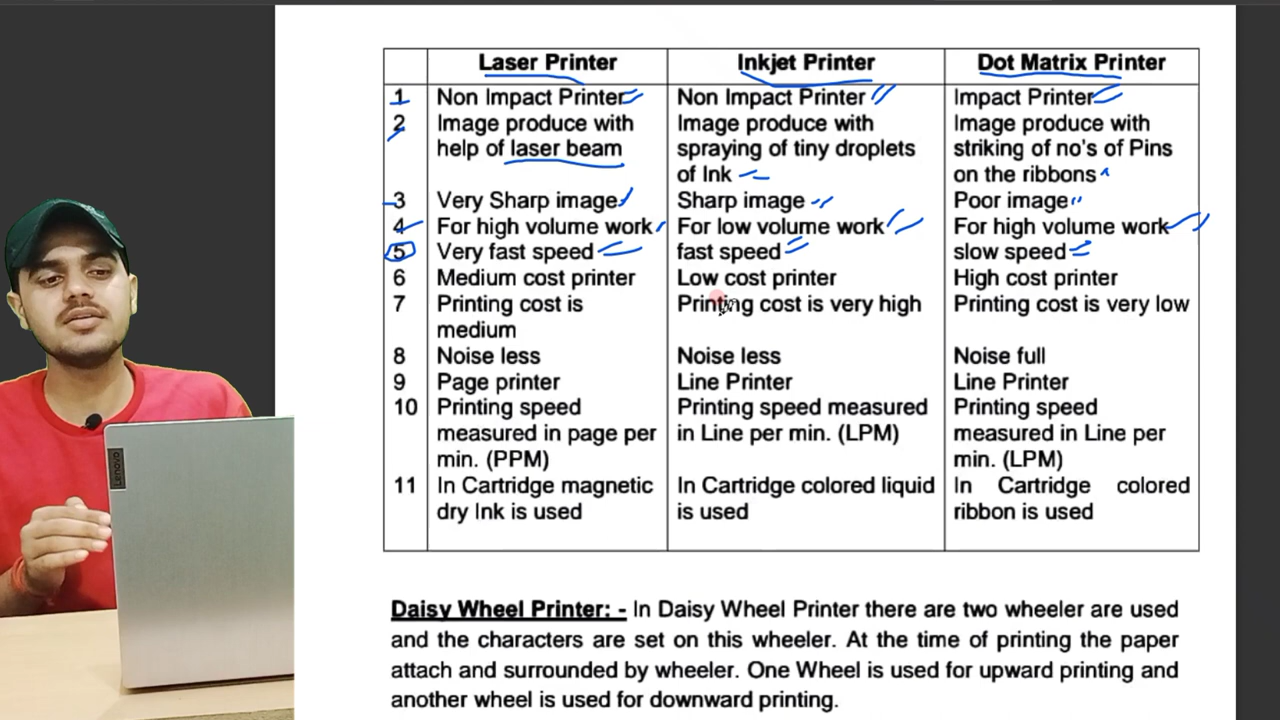 Laser Printer Inkjet Printer Dot Matrix Printer
1 Non Impact Printer Non Impact Printer Impact Printer
2 Image produce with Image produce with Image produce with
help of laser beam spraying of tiny droplets striking of no's of Pins
of Ink on the ribbons
3 Very Sharp image Sharp image Poor image
4 For high volume work For low volume work For high volume work
5 Very fast speed fast speed slow speed
6 Medium cost printer Low cost printer High cost printer
7 Printing cost is Printing cost is very high Printing cost is very low
medium
8 Noise less Noise less Noise full
9 Page printer Line Printer Line Printer
10 Printing speed Printing speed measured Printing speed
measured in page per in Line per min. (LPM) measured in Line per
min. (PPM) min. (LPM)
11 In Cartridge magnetic In Cartridge colored liquid In Cartridge colored
dry Ink is used is used ribbon is used
Lenovo
Daisy Wheel Printer: - In Daisy Wheel Printer there are two wheeler are used
and the characters are set on this wheeler. At the time of printing the paper
attach and surrounded by wheeler. One Wheel is used for upward printing and
another wheel is used for downward printing.